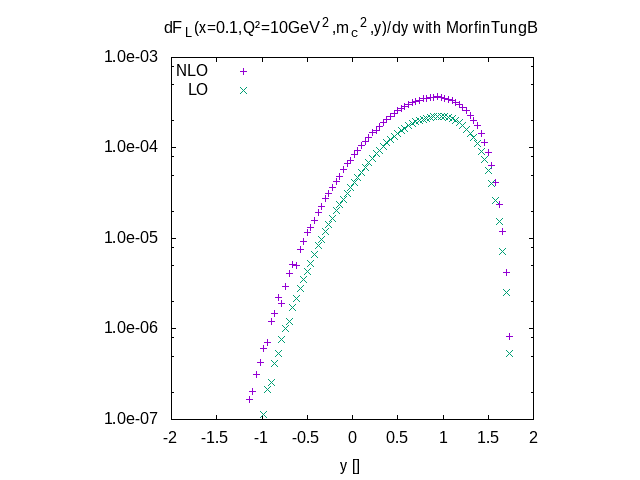 dF_L(x=0.1,Q²=10GeV²,m_c²,y)/dy with MorfinTungB
1.0e-03
NLO
LO
1.0e-04
1.0e-05
1.0e-06
1.0e-07
-2 -1.5 -1 -0.5 0 0.5 1 1.5 2
y []